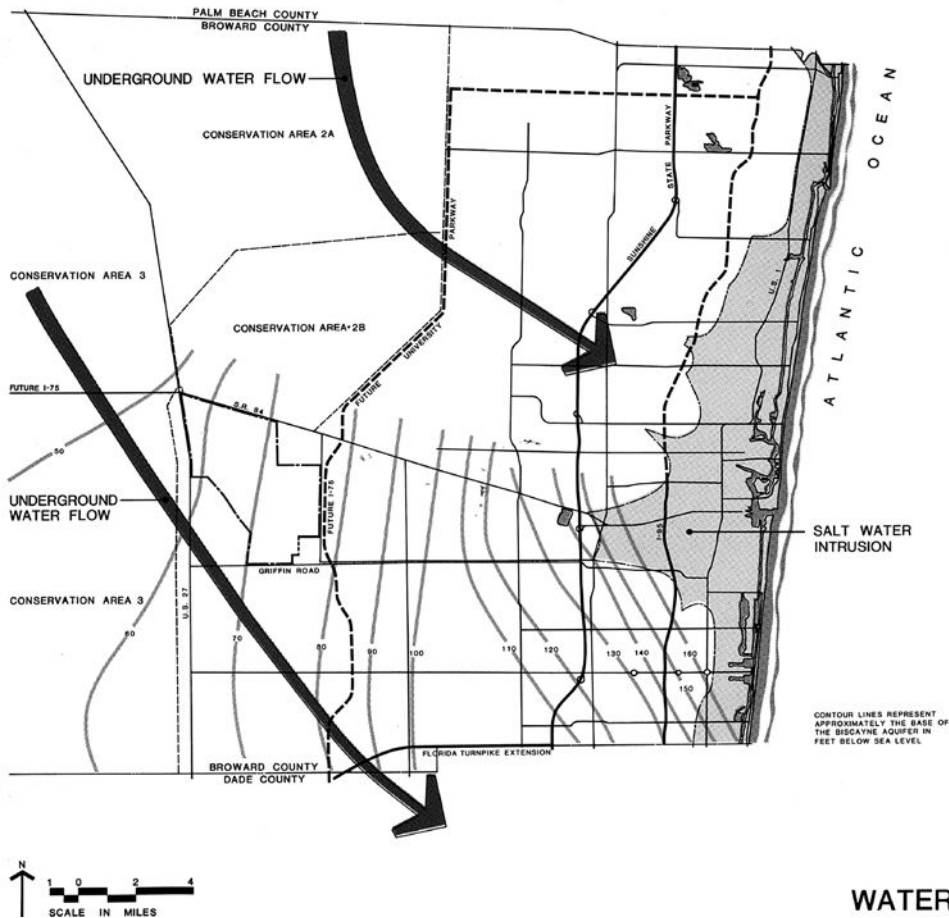 PALM BEACH COUNTY
BROWARD COUNTY
UNDERGROUND WATER FLOW
CONSERVATION AREA 2A
PARKWAY
STATE PARKWAY
SUNSHINE
ATLANTIC OCEAN
U.S. 1
CONSERVATION AREA 3
CONSERVATION AREA 2B
UNIVERSITY
FUTURE
FUTURE I-75
S.R. 84
50
UNDERGROUND
WATER FLOW
FUTURE I-75
I-95
SALT WATER
INTRUSION
GRIFFIN ROAD
CONSERVATION AREA 3
U.S. 27
60
70
80
90
100
110
120
130
140
150
160
CONTOUR LINES REPRESENT
APPROXIMATELY THE BASE OF
THE BISCAYNE AQUIFER IN
FEET BELOW SEA LEVEL
FLORIDA TURNPIKE EXTENSION
BROWARD COUNTY
DADE COUNTY
N
1 0 2 4
SCALE IN MILES
WATER